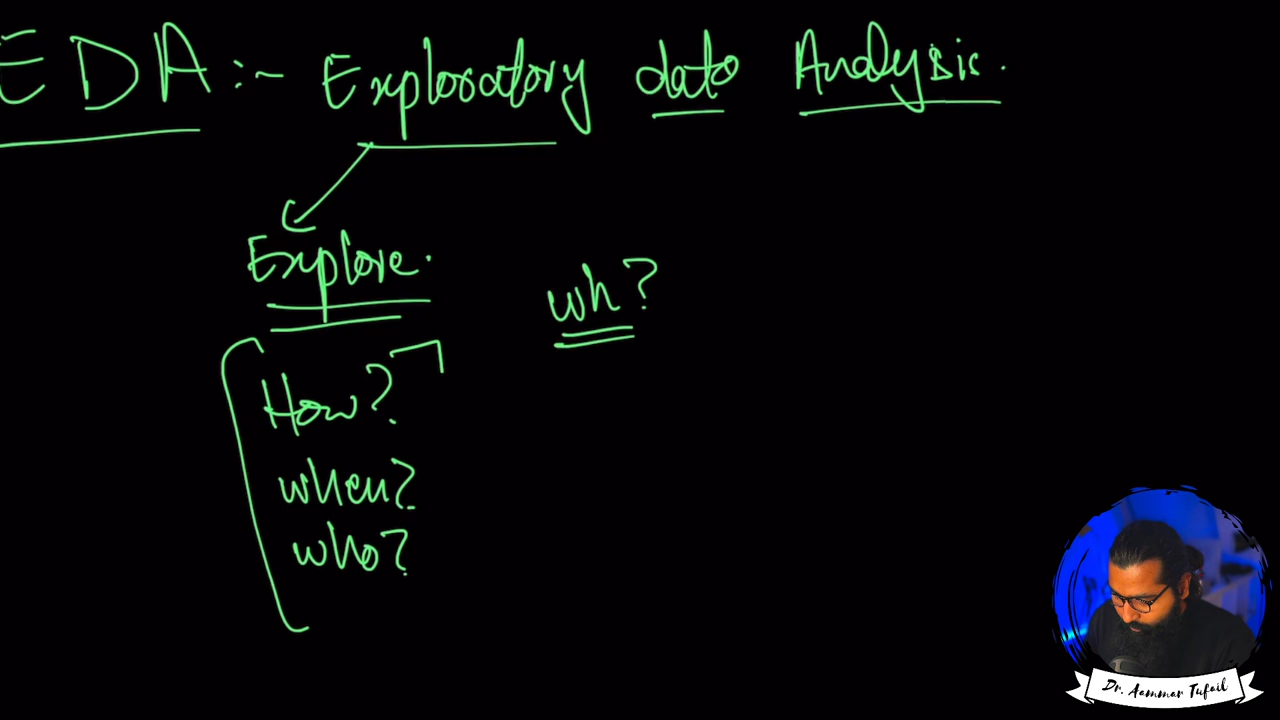 EDA :- Exploratory data Analysis.
Explore.
wh?
How?
when?
who?
Dr. Aammar Tufail